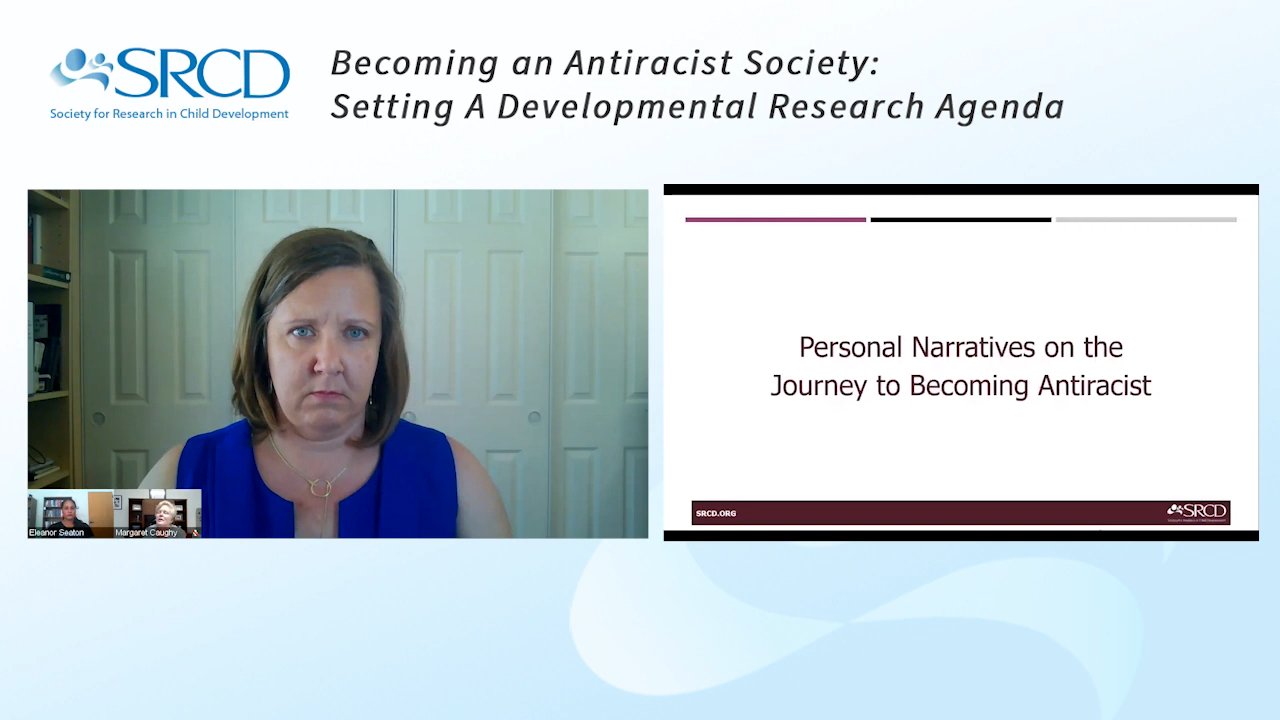 SRCD
Society for Research in Child Development
Becoming an Antiracist Society:
Setting A Developmental Research Agenda
Personal Narratives on the
Journey to Becoming Antiracist
SRCD.ORG
SRCD
Eleanor Seaton
Margaret Caughy